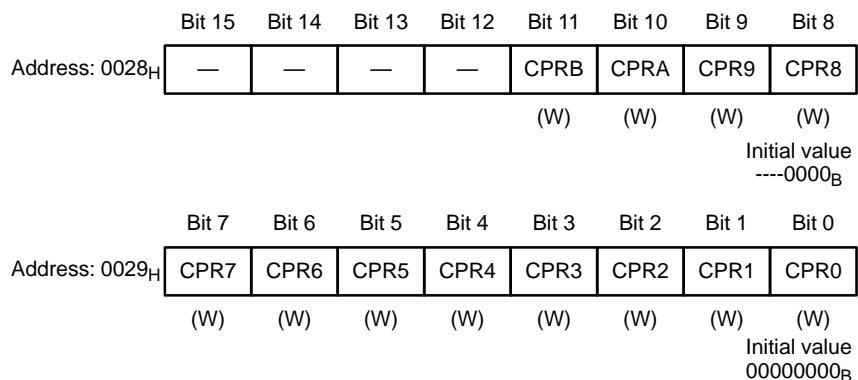 Bit 15 Bit 14 Bit 13 Bit 12 Bit 11 Bit 10 Bit 9 Bit 8
Address: 0028H — — — — CPRB CPRA CPR9 CPR8
(W) (W) (W) (W)
Initial value
----0000B
Bit 7 Bit 6 Bit 5 Bit 4 Bit 3 Bit 2 Bit 1 Bit 0
Address: 0029H CPR7 CPR6 CPR5 CPR4 CPR3 CPR2 CPR1 CPR0
(W) (W) (W) (W) (W) (W) (W) (W)
Initial value
00000000B